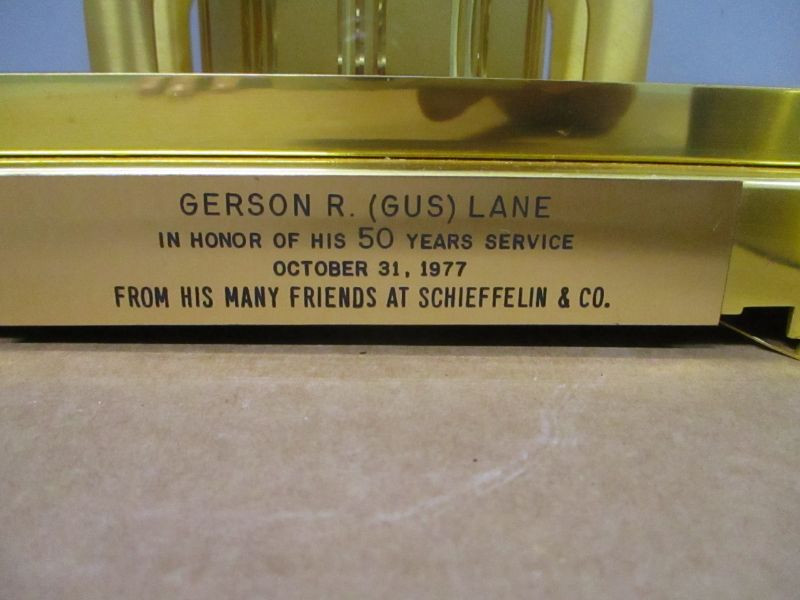 GERSON R. (GUS) LANE
IN HONOR OF HIS 50 YEARS SERVICE
OCTOBER 31, 1977
FROM HIS MANY FRIENDS AT SCHIEFFELIN & CO.